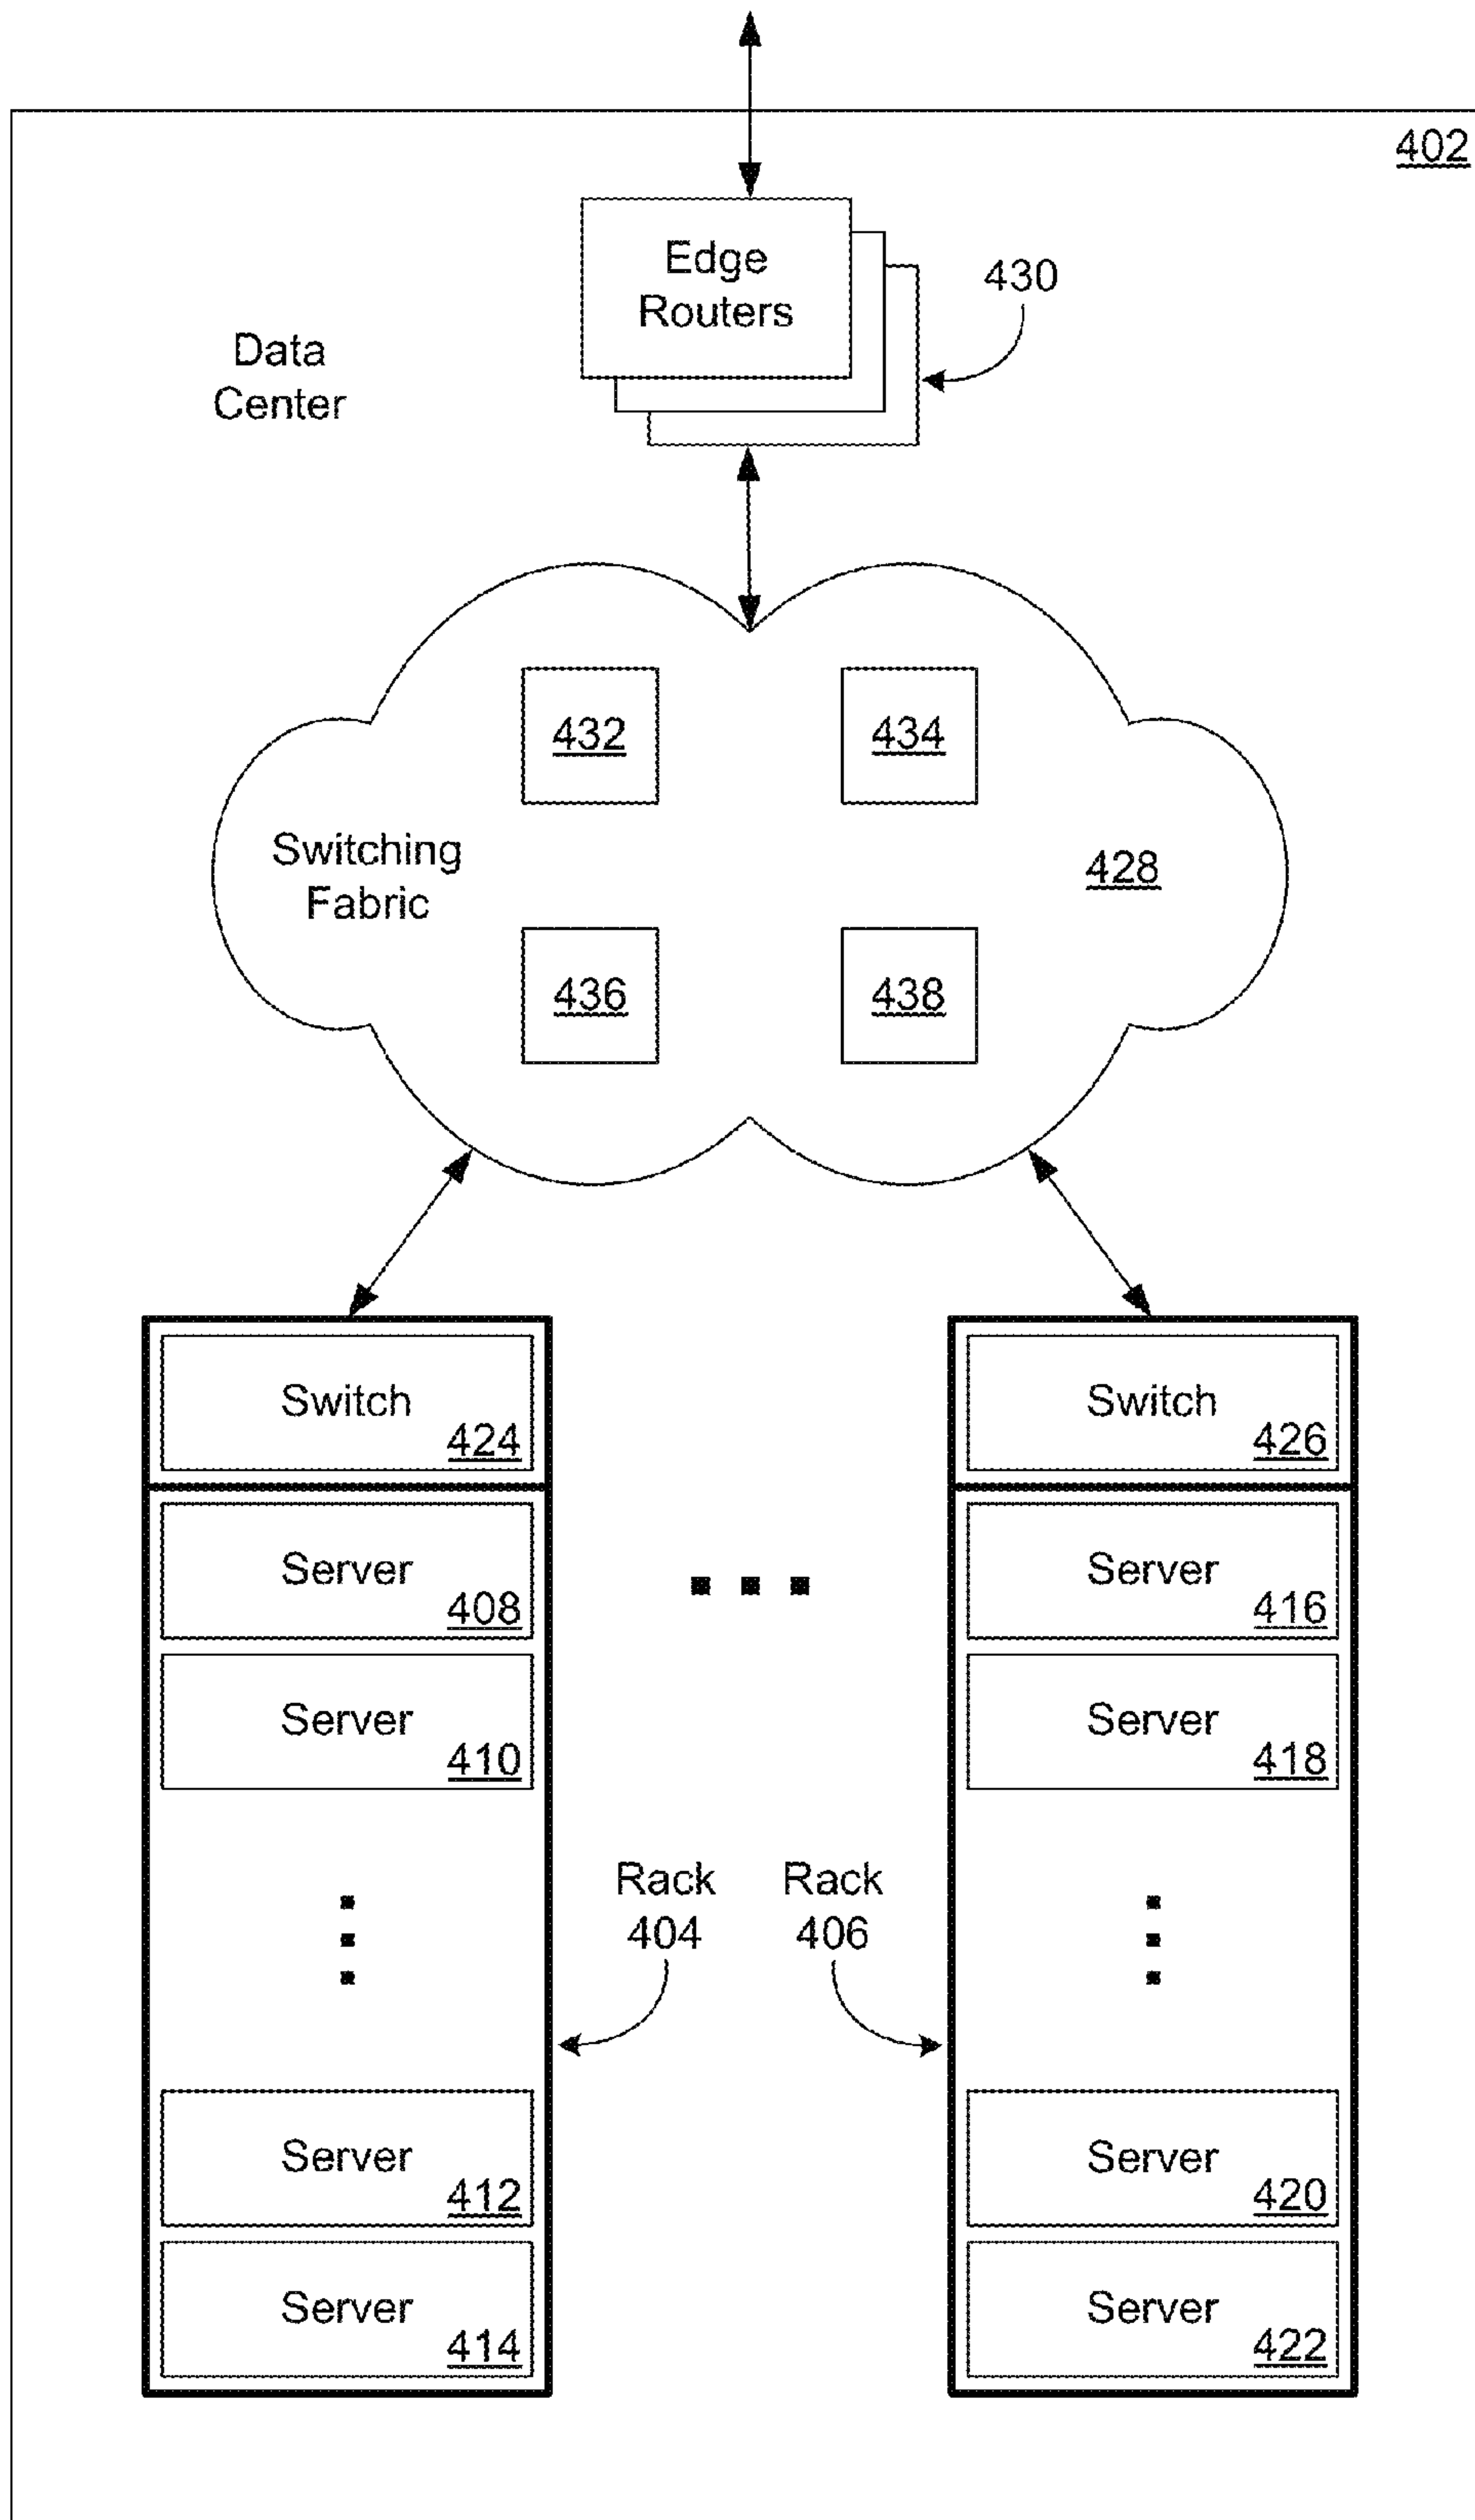 402
Edge
Routers
430
Data
Center
432
434
Switching
Fabric
428
436
438
Switch
424
Switch
426
Server
408
Server
416
Server
410
Server
418
Rack
404
Rack
406
Server
412
Server
420
Server
414
Server
422